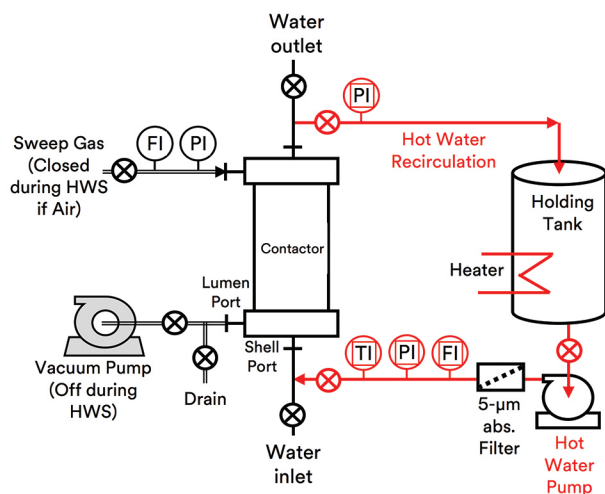 Water
outlet
PI
Hot Water
Recirculation
Sweep Gas
(Closed
during HWS
if Air)
FI
PI
Contactor
Holding
Tank
Heater
Lumen
Port
Shell
Port
Vacuum Pump
(Off during
HWS)
Drain
TI
PI
FI
5-µm
abs.
Filter
Hot
Water
Pump
Water
inlet